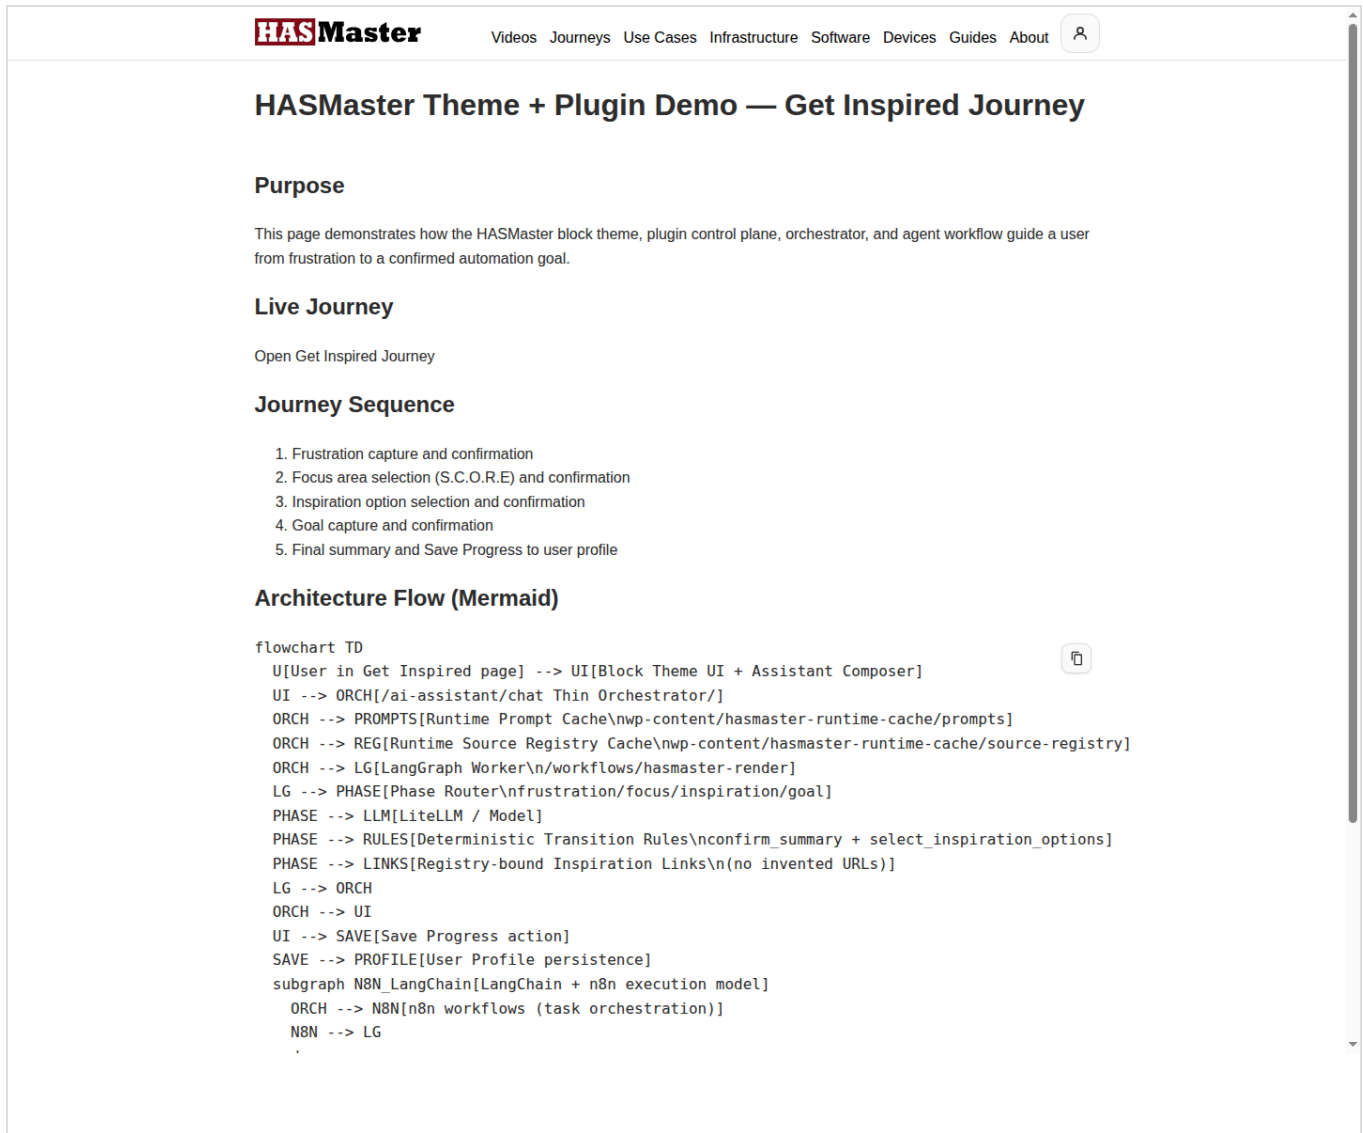 HASMaster
Videos Journeys Use Cases Infrastructure Software Devices Guides About
HASMaster Theme + Plugin Demo — Get Inspired Journey
Purpose
This page demonstrates how the HASMaster block theme, plugin control plane, orchestrator, and agent workflow guide a user
from frustration to a confirmed automation goal.
Live Journey
Open Get Inspired Journey
Journey Sequence
1. Frustration capture and confirmation
2. Focus area selection (S.C.O.R.E) and confirmation
3. Inspiration option selection and confirmation
4. Goal capture and confirmation
5. Final summary and Save Progress to user profile
Architecture Flow (Mermaid)
flowchart TD
  U[User in Get Inspired page] --> UI[Block Theme UI + Assistant Composer]
  UI --> ORCH[/ai-assistant/chat Thin Orchestrator/]
  ORCH --> PROMPTS[Runtime Prompt Cache\nwp-content/hasmaster-runtime-cache/prompts]
  ORCH --> REG[Runtime Source Registry Cache\nwp-content/hasmaster-runtime-cache/source-registry]
  ORCH --> LG[LangGraph Worker\n/workflows/hasmaster-render]
  LG --> PHASE[Phase Router\nfrustration/focus/inspiration/goal]
  PHASE --> LLM[LiteLLM / Model]
  PHASE --> RULES[Deterministic Transition Rules\nconfirm_summary + select_inspiration_options]
  PHASE --> LINKS[Registry-bound Inspiration Links\n(no invented URLs)]
  LG --> ORCH
  ORCH --> UI
  UI --> SAVE[Save Progress action]
  SAVE --> PROFILE[User Profile persistence]
  subgraph N8N_LangChain[LangChain + n8n execution model]
    ORCH --> N8N[n8n workflows (task orchestration)]
    N8N --> LG